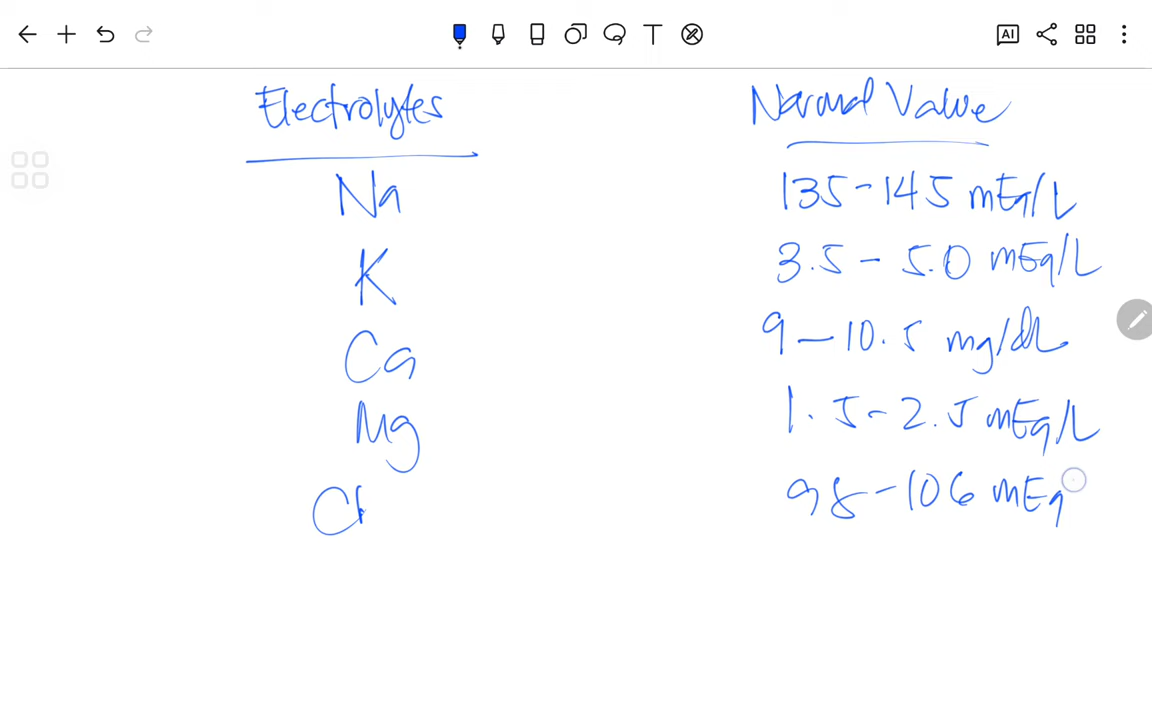 AI
Electrolytes Normal Value
Na 135-145 mEq/L
K 3.5 - 5.0 mEq/L
Ca 9-10.5 mg/dL
Mg 1.5-2.5 mEq/L
Cl 98-106 mEq